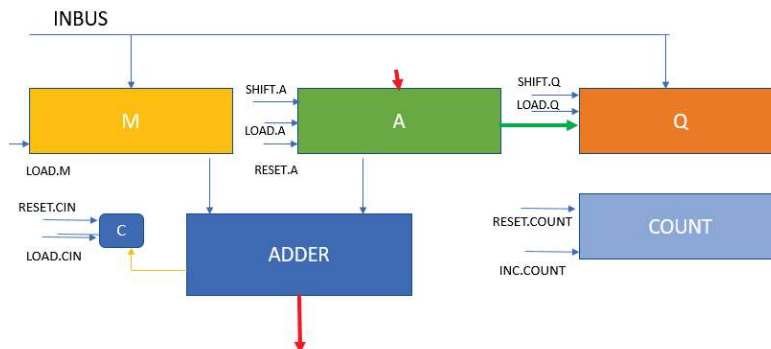 INBUS
SHIFT.A
SHIFT.Q
LOAD.Q
M
A
Q
LOAD.A
LOAD.M
RESET.A
RESET.CIN
C
LOAD.CIN
ADDER
RESET.COUNT
COUNT
INC.COUNT